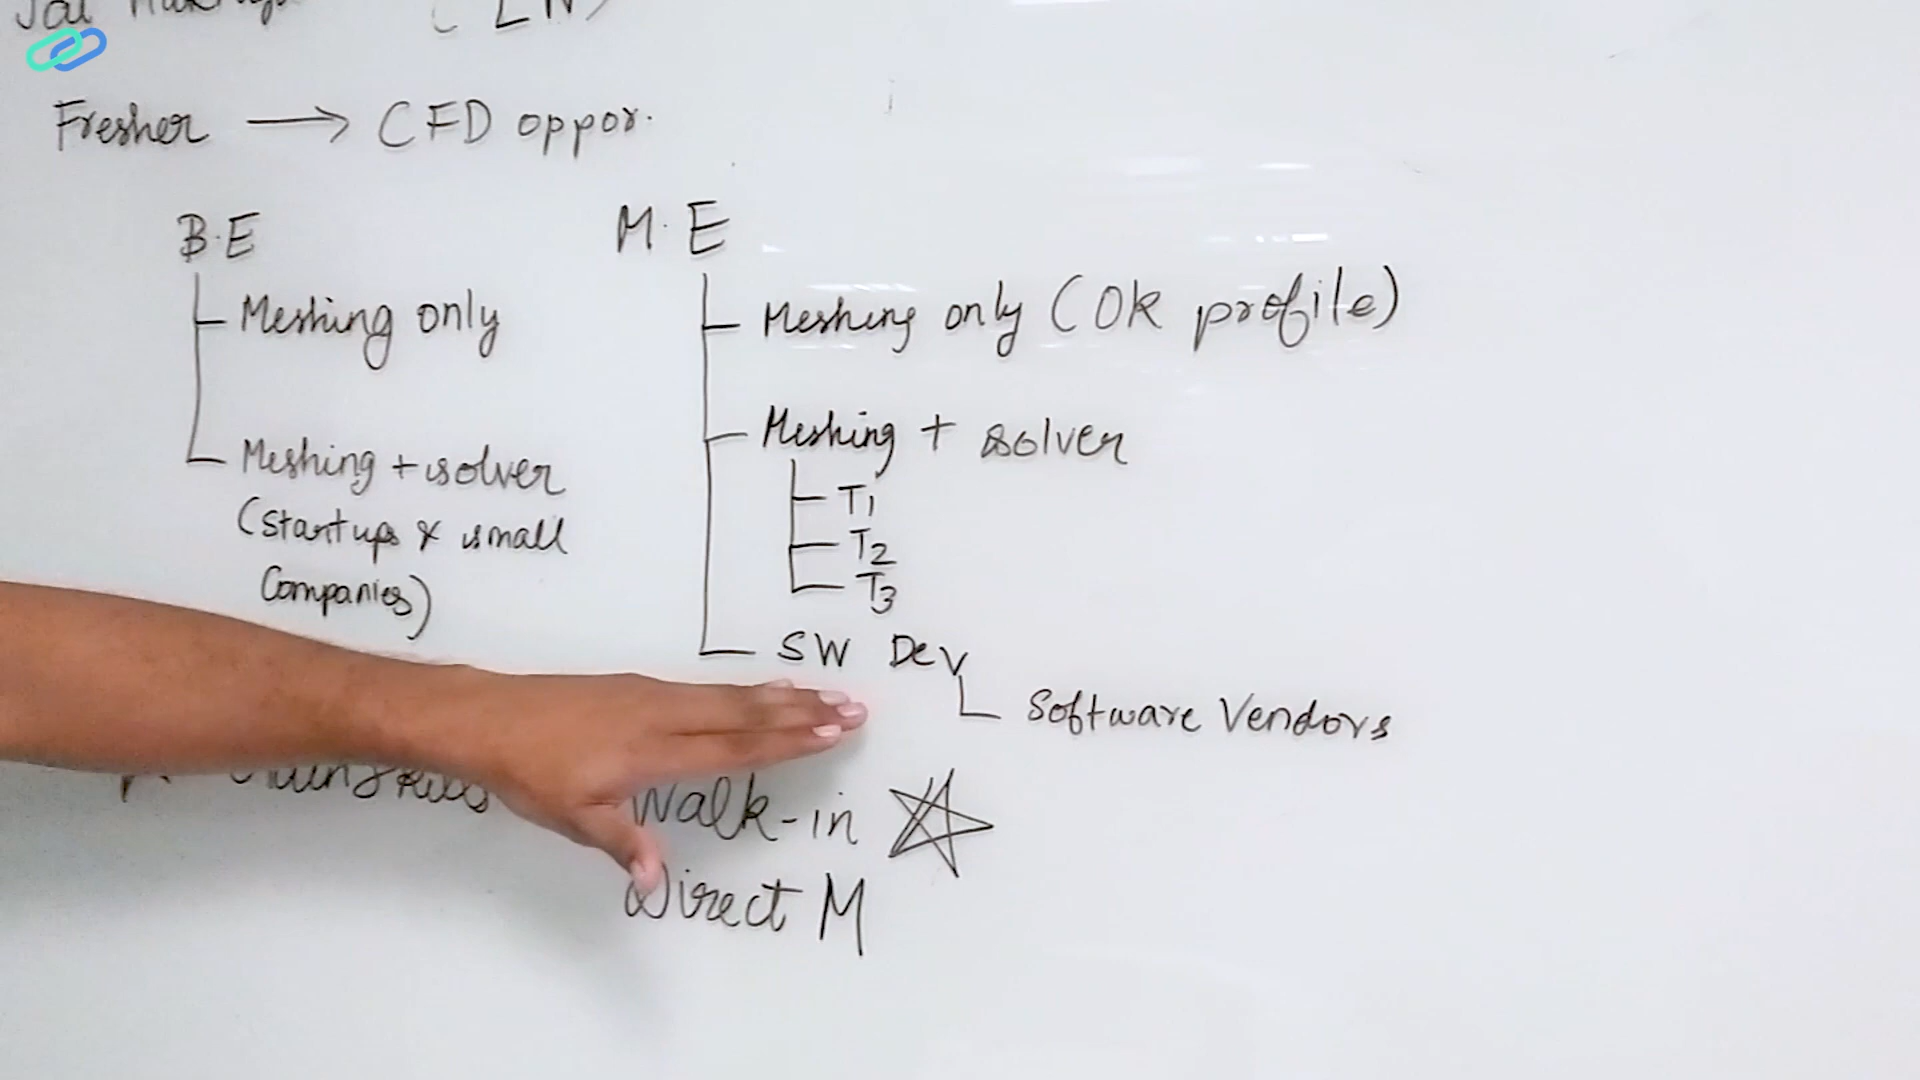 Fresher → CFD oppor.
B.E
Meshing only
Meshing + solver
(startups & small
Companies)
M.E
Meshing only (Ok profile)
Meshing + solver
T1
T2
T3
SW Dev
Software Vendors
Walk-in
Direct M